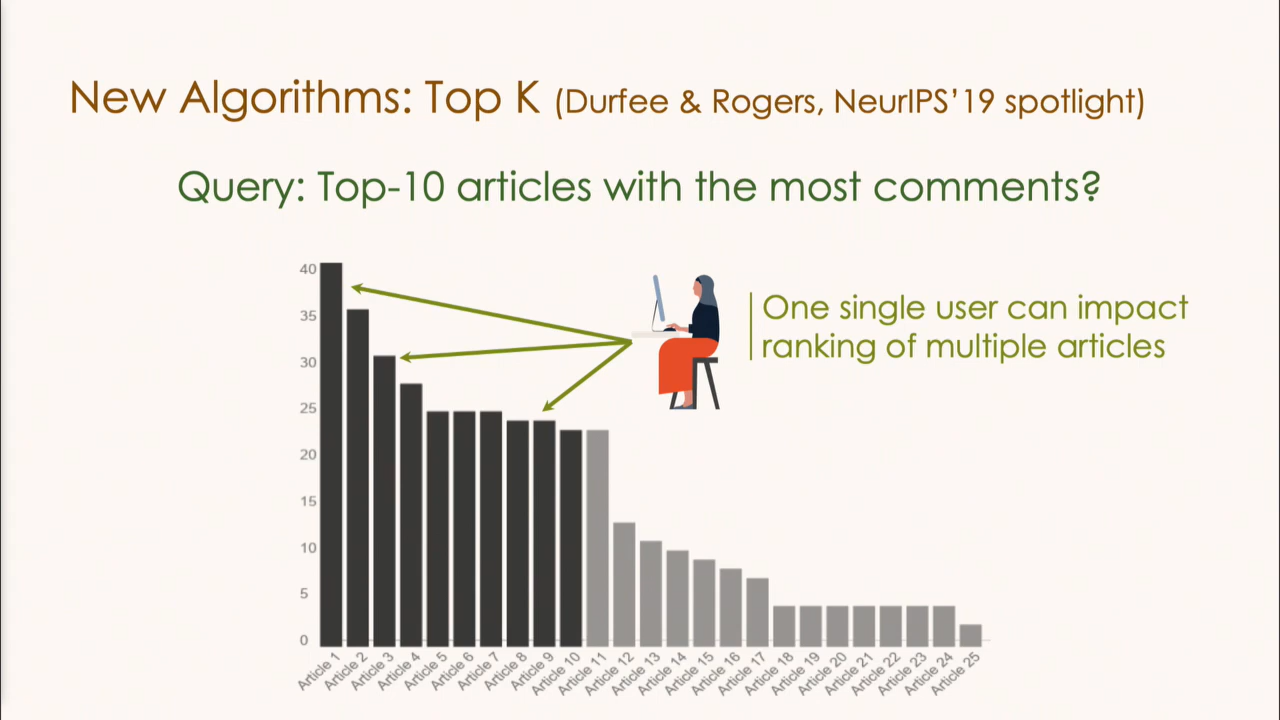 New Algorithms: Top K (Durfee & Rogers, NeurIPS'19 spotlight)
Query: Top-10 articles with the most comments?
One single user can impact
ranking of multiple articles
40
35
30
25
20
15
10
5
0
Article 1
Article 2
Article 3
Article 4
Article 5
Article 6
Article 7
Article 8
Article 9
Article 10
Article 11
Article 12
Article 13
Article 14
Article 15
Article 16
Article 17
Article 18
Article 19
Article 20
Article 21
Article 22
Article 23
Article 24
Article 25